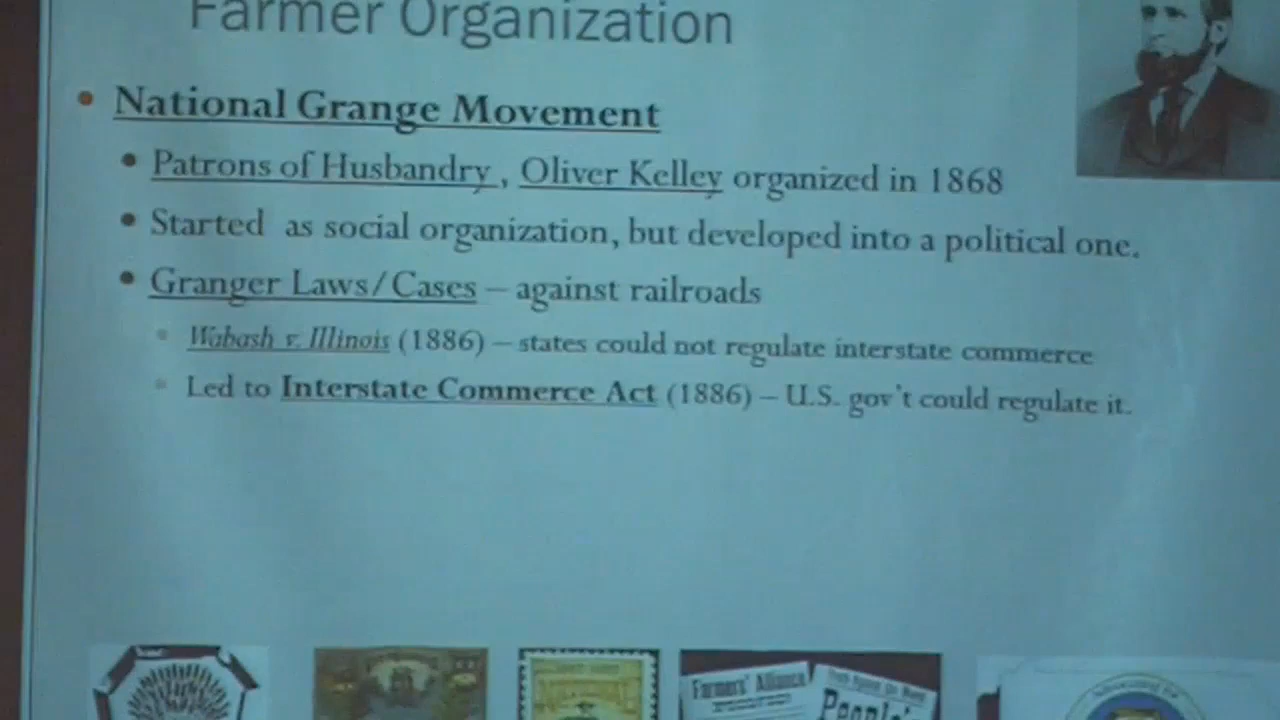 Farmer Organization
National Grange Movement
Patrons of Husbandry , Oliver Kelley organized in 1868
Started as social organization, but developed into a political one.
Granger Laws/Cases – against railroads
Wabash v. Illinois (1886) – states could not regulate interstate commerce
Led to Interstate Commerce Act (1886) – U.S. gov't could regulate it.
Farmers' Alliance
People's